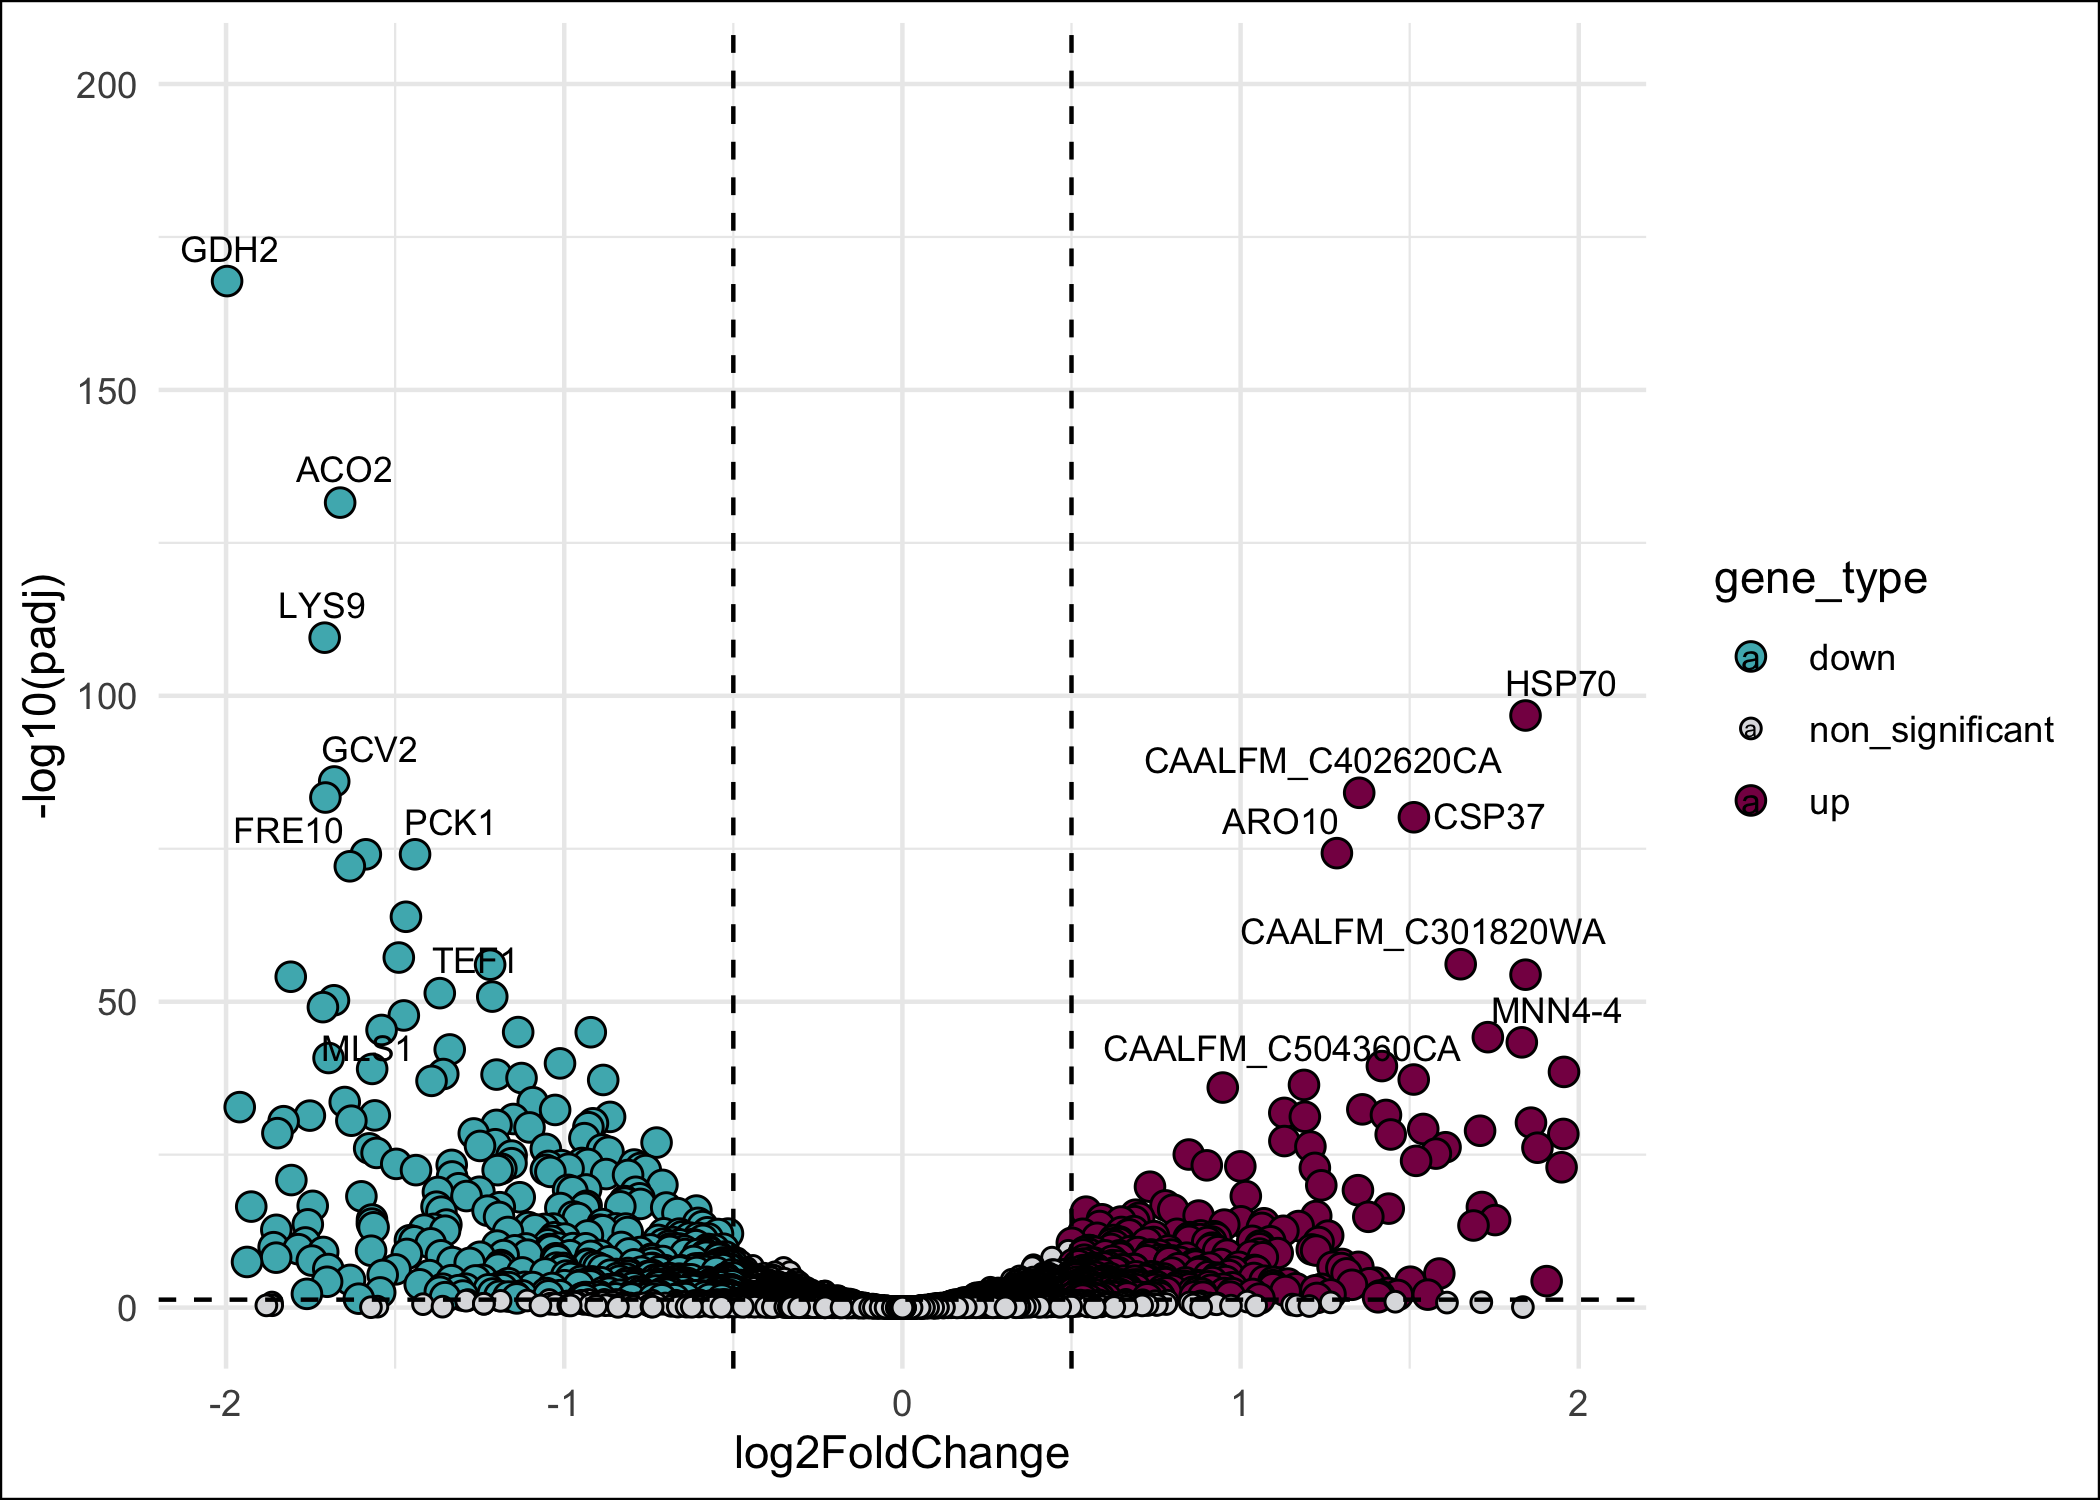 200
GDH2
150
ACO2
LYS9
-log10(padj)
100
HSP70
GCV2
CAALFM_C402620CA
FRE10
PCK1
ARO10
CSP37
CAALFM_C301820WA
TEF1
50
MNN4-4
MLS1
CAALFM_C504360CA
0
-2
-1
0
1
2
log2FoldChange
gene_type
a down
a non_significant
a up